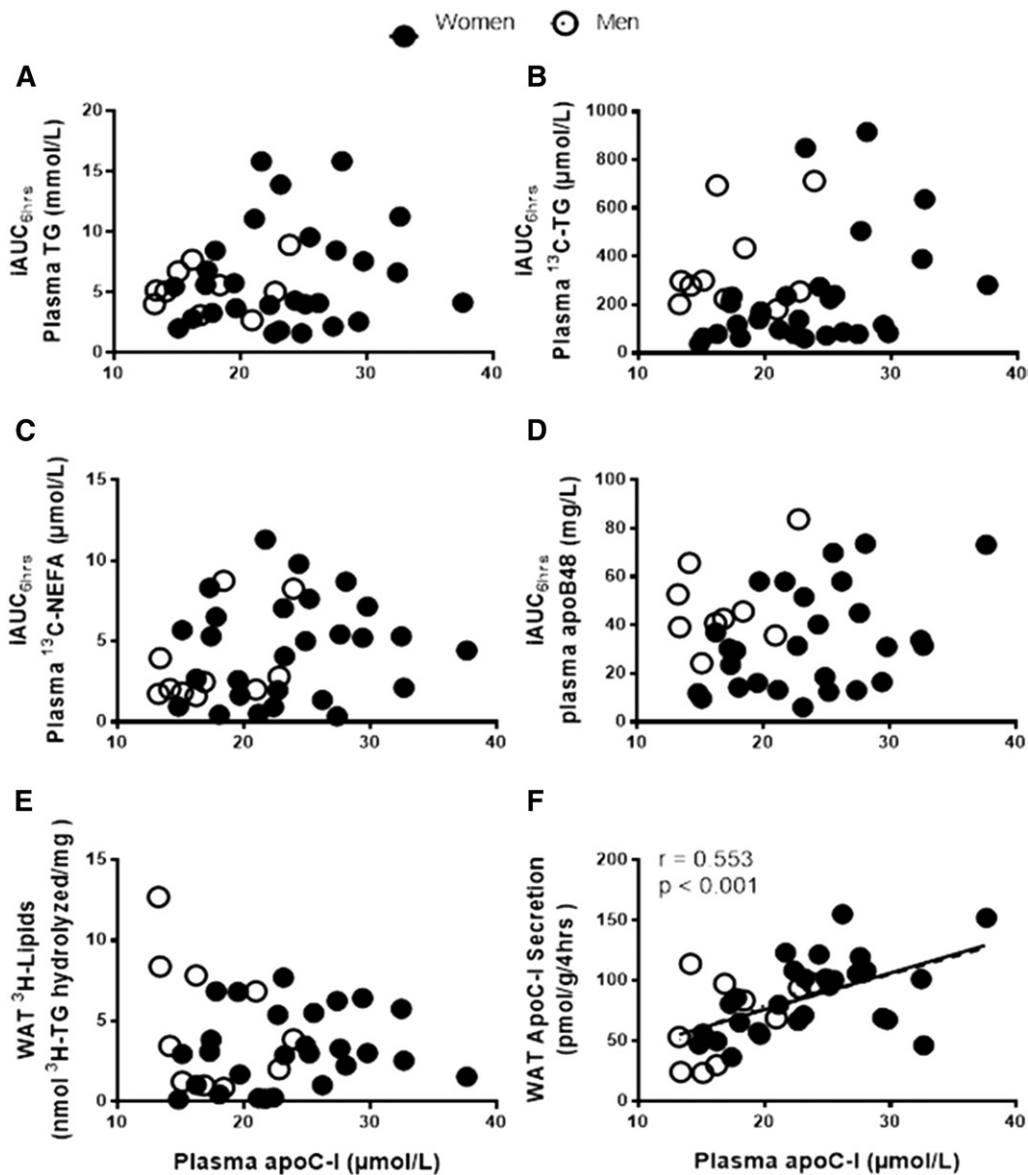 Women Men
A
IAUC6hrs
Plasma TG (mmol/L)
20
15
10
5
0
10 20 30 40
B
IAUC6hrs
Plasma 13C-TG (µmol/L)
1000
800
600
400
200
0
10 20 30 40
C
IAUC6hrs
Plasma 13C-NEFA (µmol/L)
15
10
5
0
10 20 30 40
D
IAUC6hrs
plasma apoB48 (mg/L)
100
80
60
40
20
0
10 20 30 40
E
WAT 3H-Lipids
(nmol 3H-TG hydrolyzed/mg )
15
10
5
0
10 20 30 40
Plasma apoC-I (µmol/L)
F
WAT ApoC-I Secretion
(pmol/g/4hrs )
200
150
100
50
0
r = 0.553
p < 0.001
10 20 30 40
Plasma apoC-I (µmol/L)